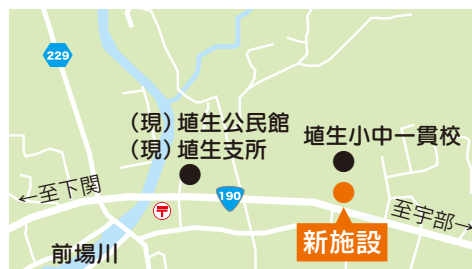 229
(現)埴生公民館
(現)埴生支所
埴生小中一貫校
←至下関
190
〒
至宇部→
新施設
前場川